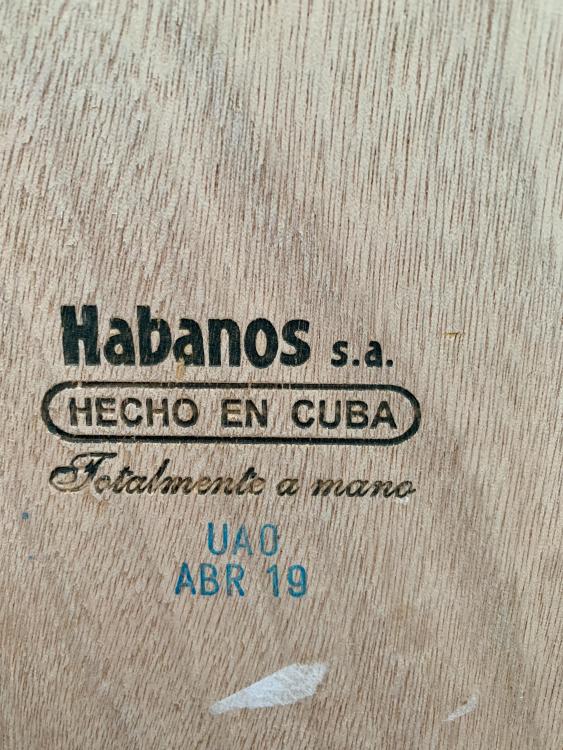 Habanos s.a.
HECHO EN CUBA
Totalmente a mano
UAO
ABR 19